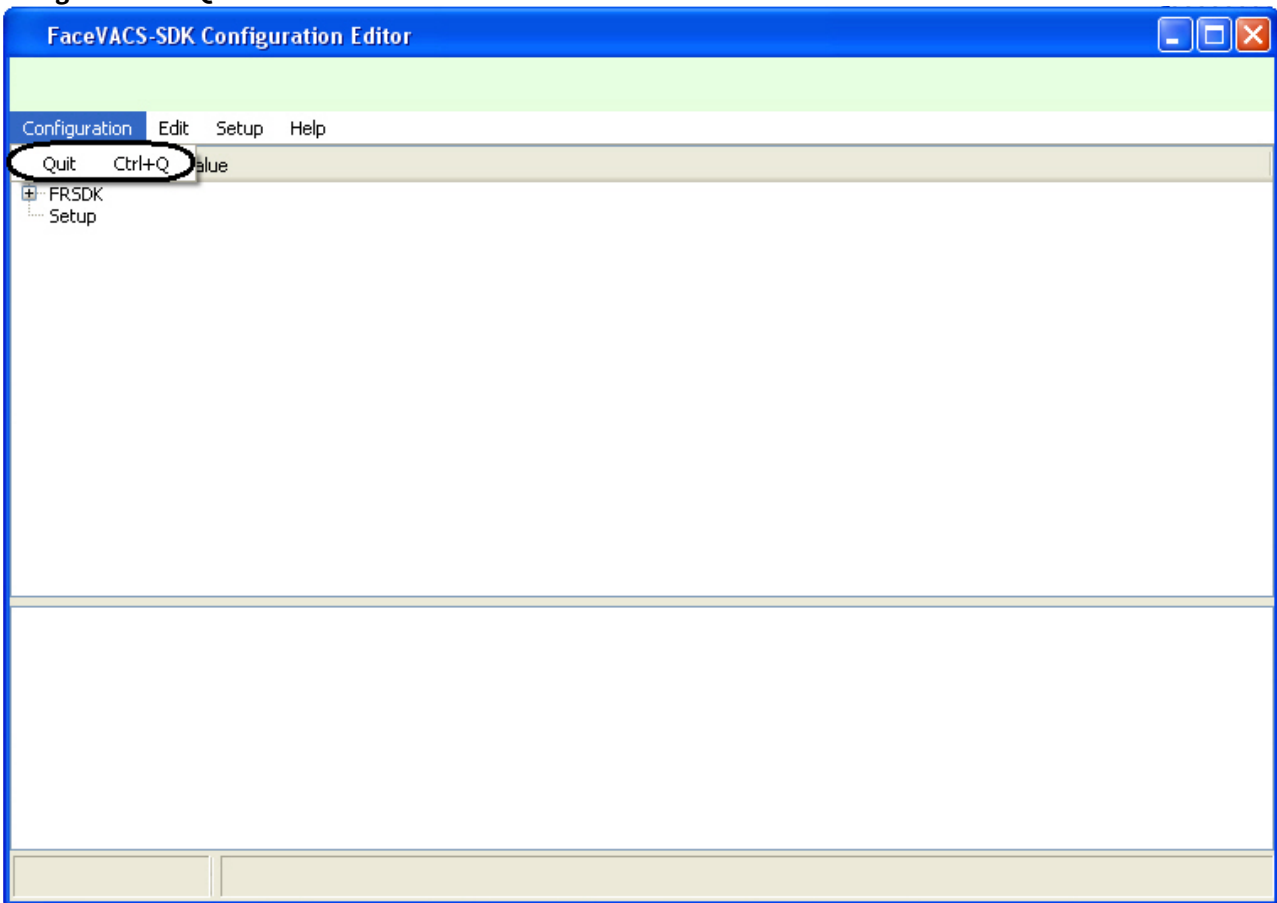 FaceVACS-SDK Configuration Editor
Configuration Edit Setup Help
Quit Ctrl+Q alue
FRSDK
Setup